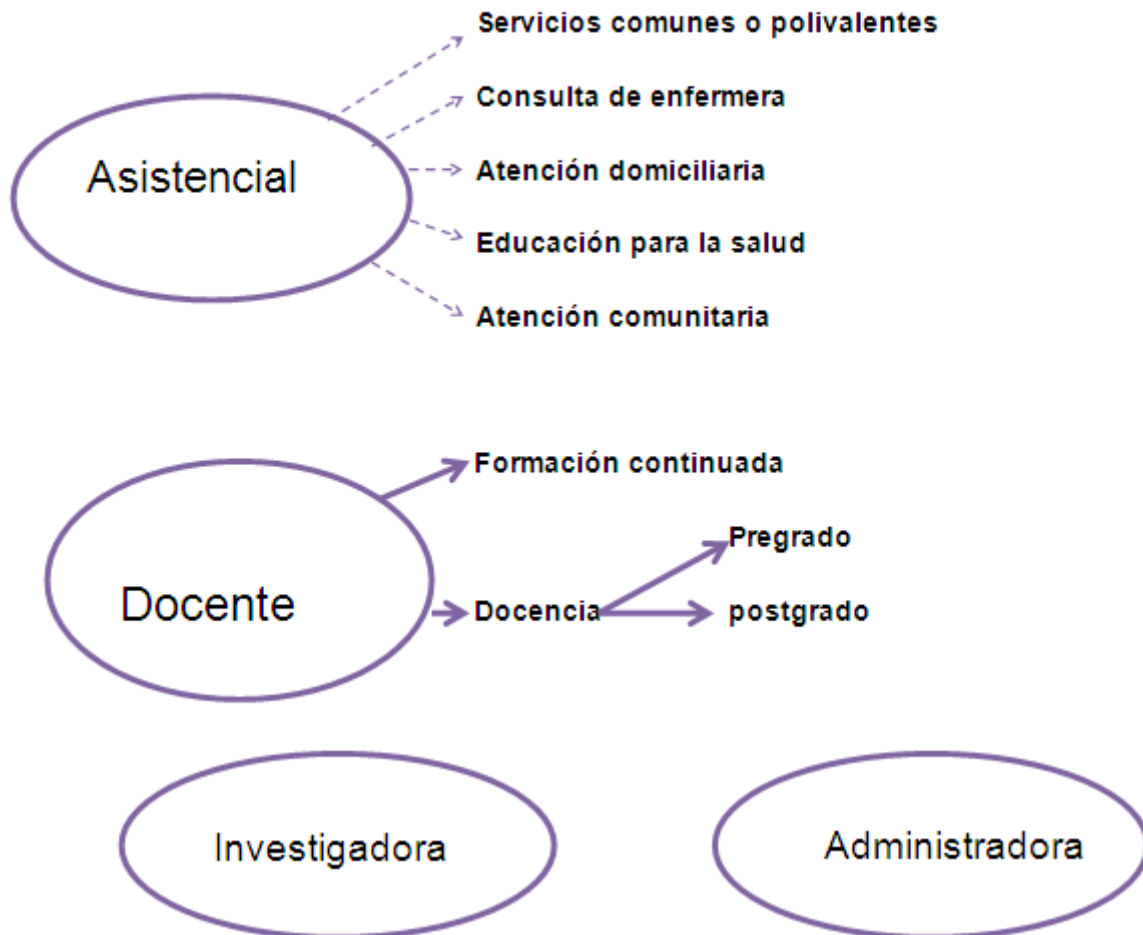 Servicios comunes o polivalentes
Consulta de enfermera
Asistencial
Atención domiciliaria
Educación para la salud
Atención comunitaria
Formación continuada
Pregrado
Docente
Docencia
postgrado
Investigadora
Administradora